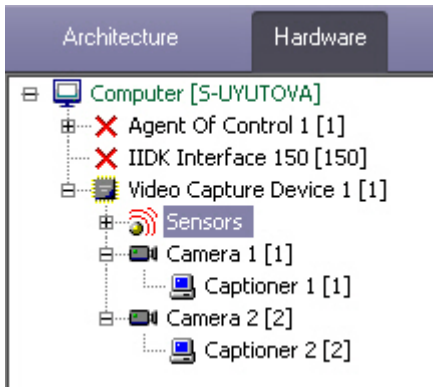 Architecture Hardware
Computer [S-UYUTOVA]
Agent Of Control 1 [1]
IIDK Interface 150 [150]
Video Capture Device 1 [1]
Sensors
Camera 1 [1]
Captioner 1 [1]
Camera 2 [2]
Captioner 2 [2]